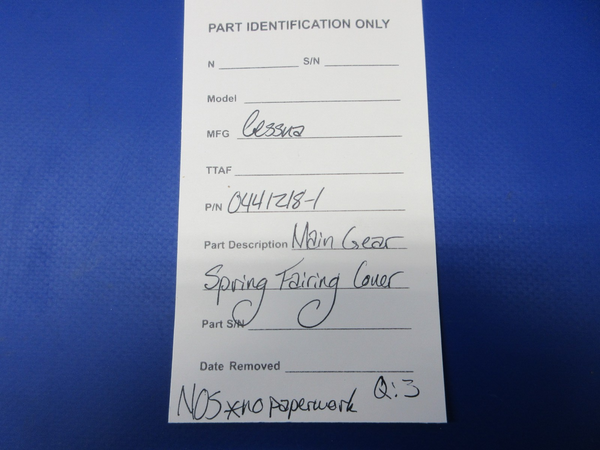 PART IDENTIFICATION ONLY
N S/N
Model
MFG Cessna
TTAF
P/N 0441218-1
Part Description Main Gear
Spring Fairing Cover
Part S/N
Date Removed
NOS *no paperwork Q:3